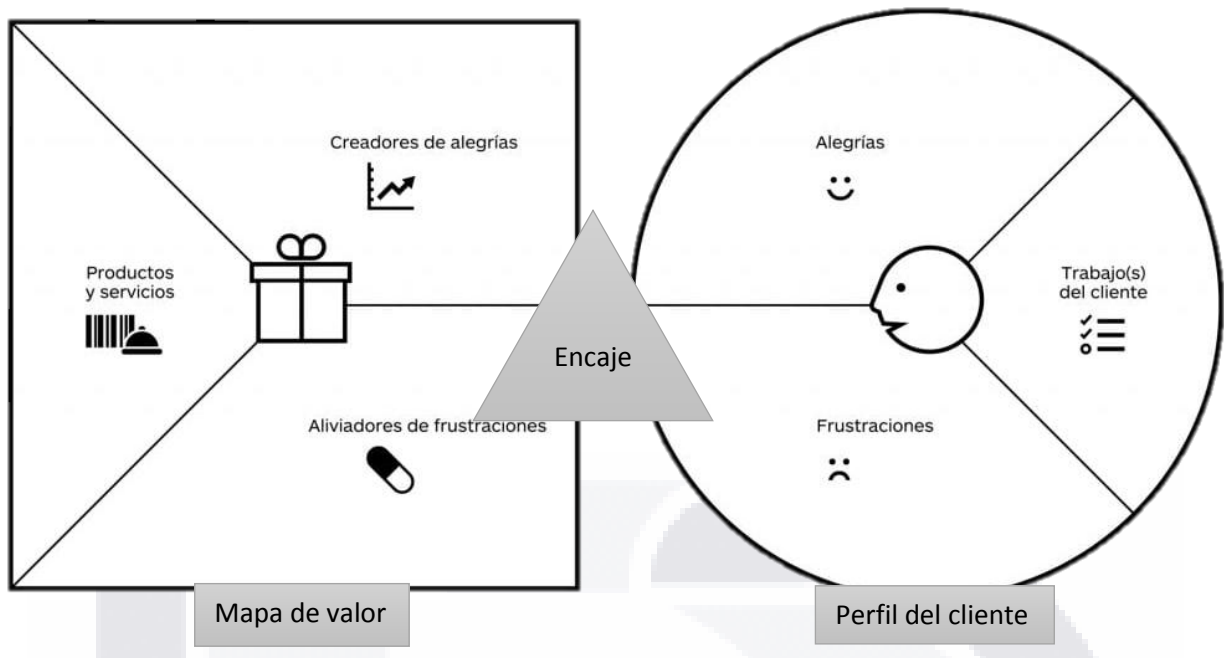 Creadores de alegrías
Productos
y servicios
Aliviadores de frustraciones
Mapa de valor
Encaje
Alegrías
Trabajo(s)
del cliente
Frustraciones
Perfil del cliente